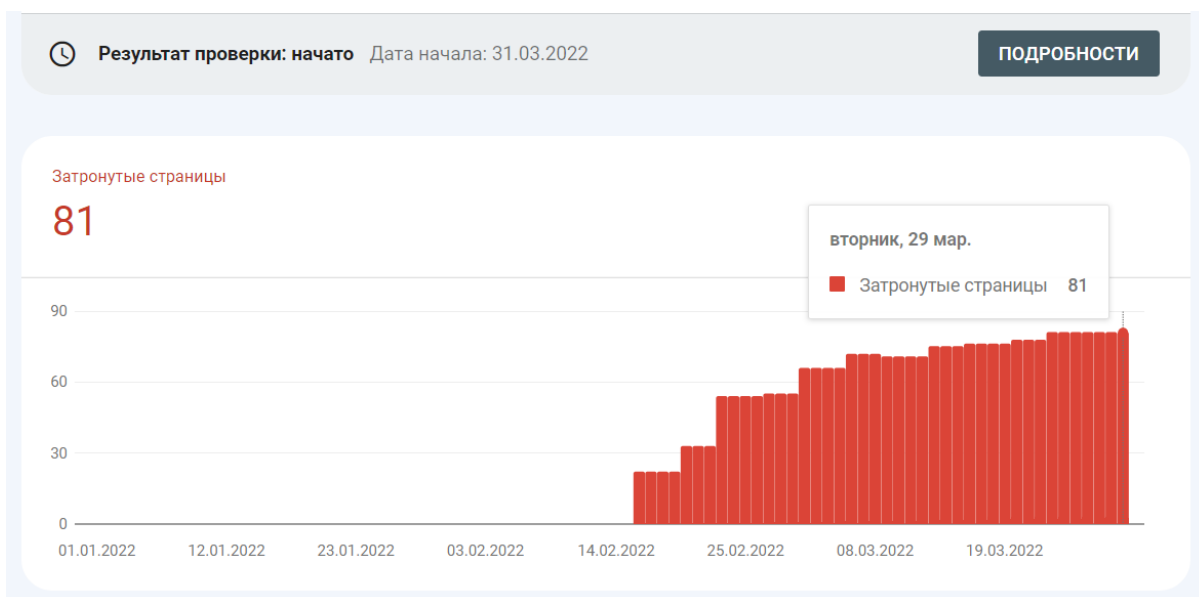 Результат проверки: начато Дата начала: 31.03.2022
ПОДРОБНОСТИ
Затронутые страницы
81
вторник, 29 мар.
Затронутые страницы 81
90
60
30
0
01.01.2022 12.01.2022 23.01.2022 03.02.2022 14.02.2022 25.02.2022 08.03.2022 19.03.2022